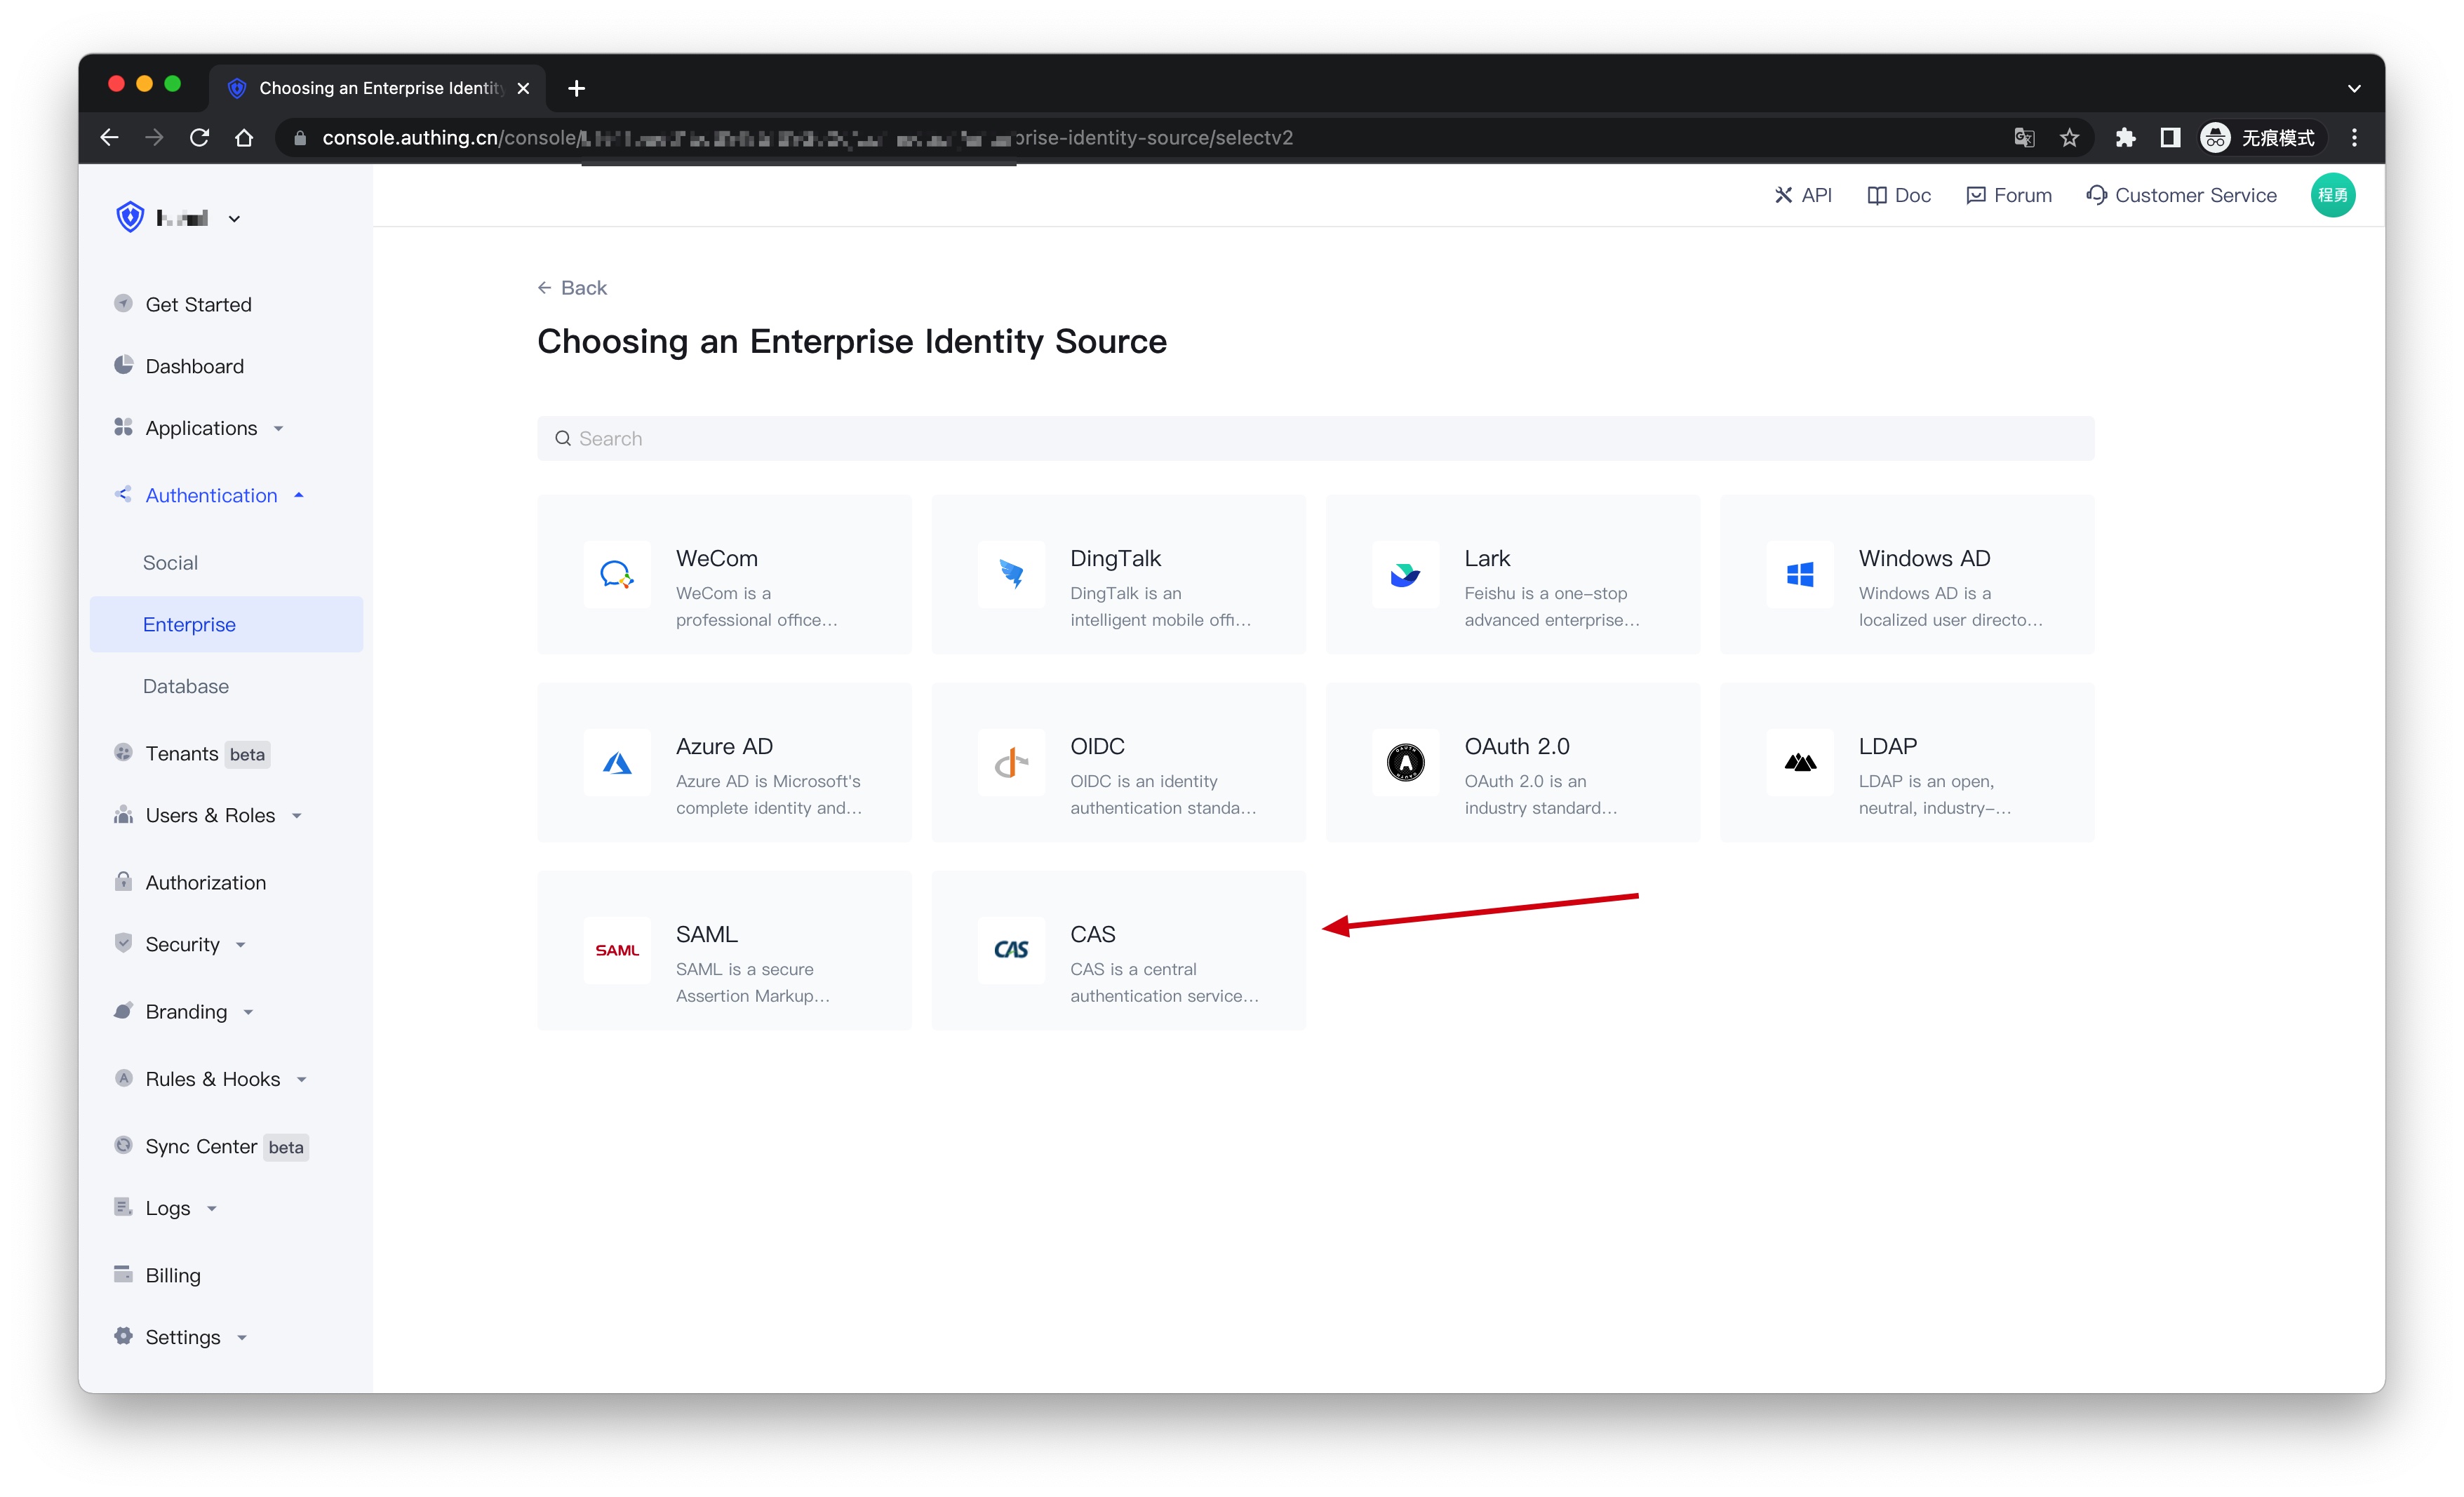 Choosing an Enterprise Identity
console.authing.cn/console/
prise-identity-source/selectv2
无痕模式
API
Doc
Forum
Customer Service
程勇
Get Started
Dashboard
Applications
Authentication
Social
Enterprise
Database
Tenants beta
Users & Roles
Authorization
Security
Branding
Rules & Hooks
Sync Center beta
Logs
Billing
Settings
Back
Choosing an Enterprise Identity Source
Search
WeCom
WeCom is a
professional office...
DingTalk
DingTalk is an
intelligent mobile offi...
Lark
Feishu is a one-stop
advanced enterprise...
Windows AD
Windows AD is a
localized user directo...
Azure AD
Azure AD is Microsoft's
complete identity and...
OIDC
OIDC is an identity
authentication standa...
OAuth 2.0
OAuth 2.0 is an
industry standard...
LDAP
LDAP is an open,
neutral, industry-...
SAML
SAML
SAML is a secure
Assertion Markup...
CAS
CAS
CAS is a central
authentication service...